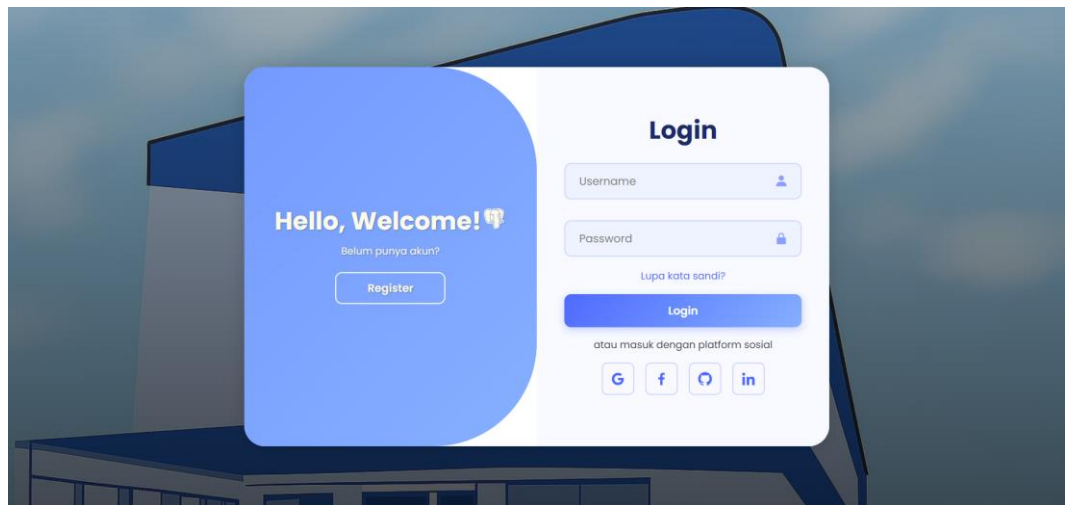 Hello, Welcome!
Belum punya akun?
Register
Login
Username
Password
Lupa kata sandi?
Login
atau masuk dengan platform sosial
G f in